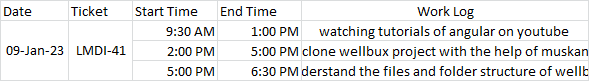 Date Ticket Start Time End Time Work Log
9:30 AM 1:00 PM watching tutorials of angular on youtube
09-Jan-23 LMDI-41 2:00 PM 5:00 PM clone wellbux project with the help of muskan
5:00 PM 6:30 PM the files and folder structure of